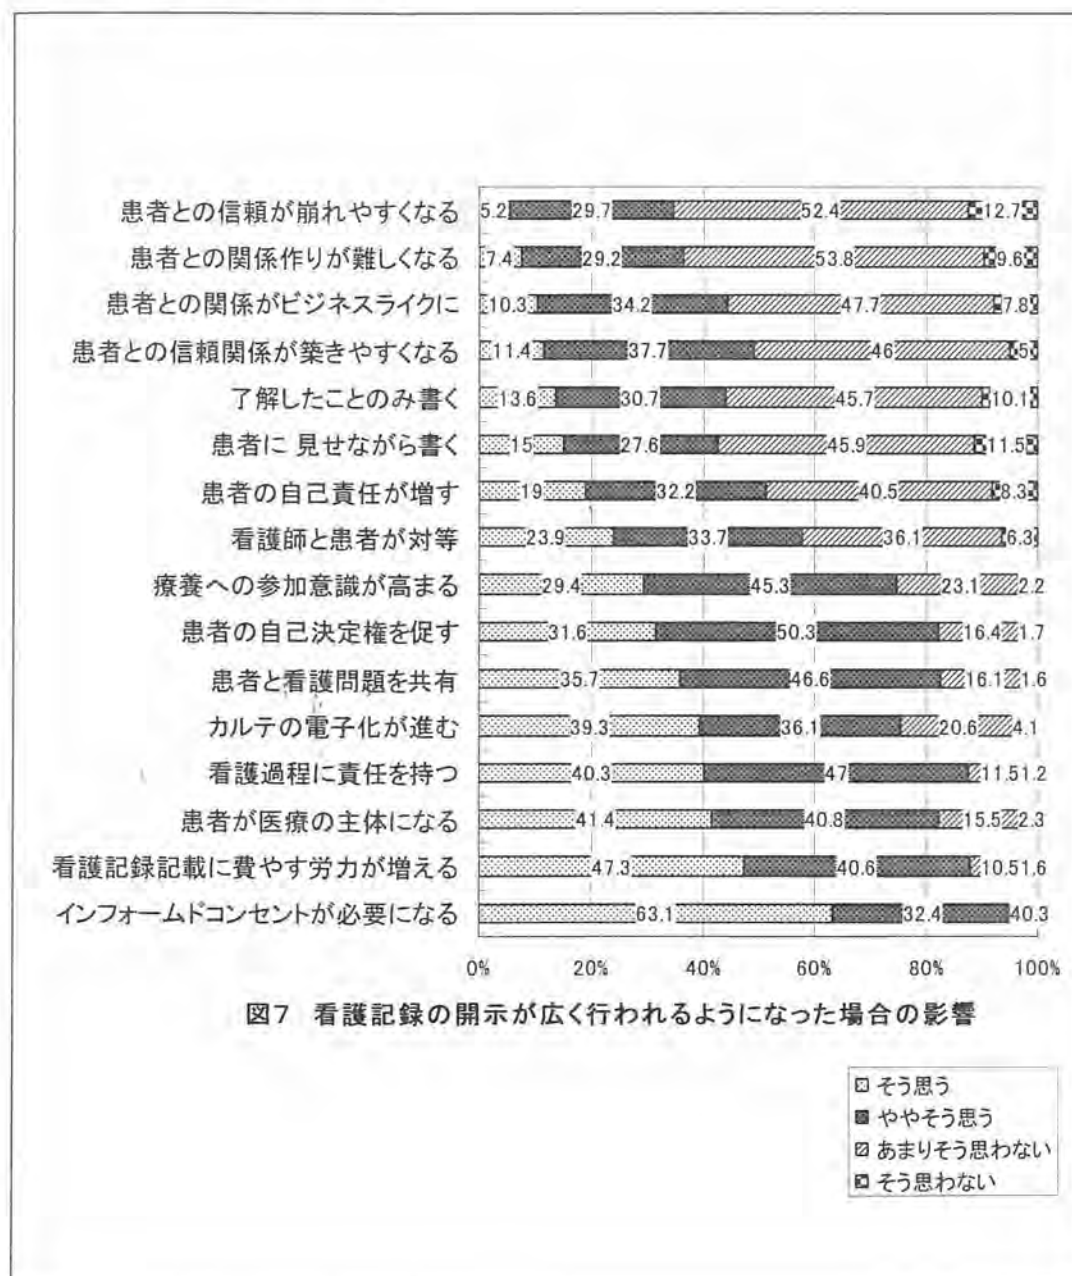 患者との信頼が崩れやすくなる 5.2 29.7 52.4 12.7
患者との関係作りが難しくなる 7.4 29.2 53.8 9.6
患者との関係がビジネスライクに 10.3 34.2 47.7 7.8
患者との信頼関係が築きやすくなる 11.4 37.7 46 5
了解したことのみ書く 13.6 30.7 45.7 10.1
患者に 見せながら書く 15 27.6 45.9 11.5
患者の自己責任が増す 19 32.2 40.5 8.3
看護師と患者が対等 23.9 33.7 36.1 6.3
療養への参加意識が高まる 29.4 45.3 23.1 2.2
患者の自己決定権を促す 31.6 50.3 16.4 1.7
患者と看護問題を共有 35.7 46.6 16.1 1.6
カルテの電子化が進む 39.3 36.1 20.6 4.1
看護過程に責任を持つ 40.3 47 11.5 1.2
患者が医療の主体になる 41.4 40.8 15.5 2.3
看護記録記載に費やす労力が増える 47.3 40.6 10.5 1.6
インフォームドコンセントが必要になる 63.1 32.4 4 0.3
0% 20% 40% 60% 80% 100%
図7 看護記録の開示が広く行われるようになった場合の影響
そう思う
ややそう思う
あまりそう思わない
そう思わない